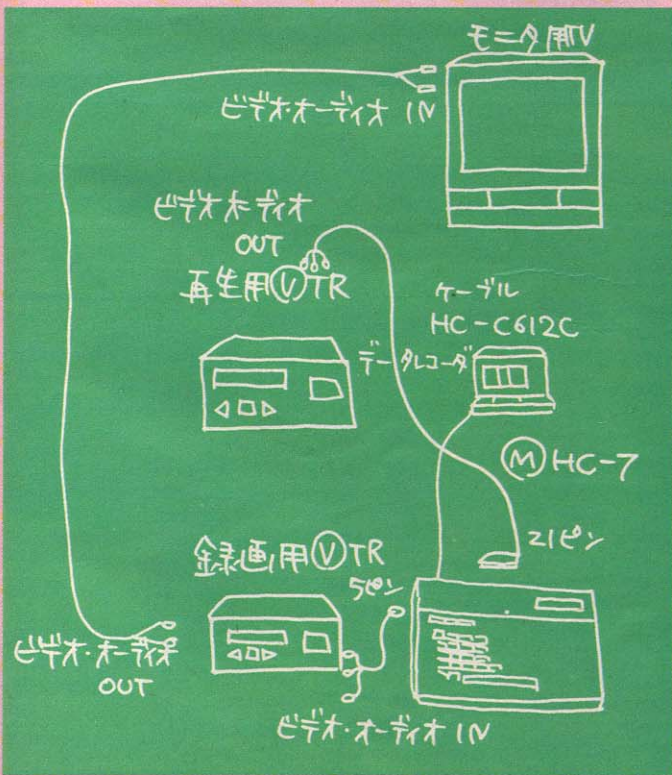 モニタ用TV
ビデオ・オーディオ IN
ビデオオーディオ
OUT
再生用ⓋTR
ケーブル
HC-C612C
データレコーダ
ⓂHC-7
21ピン
録画用ⓋTR
5ピン
ビデオ・オーディオ
OUT
ビデオ・オーディオ IN